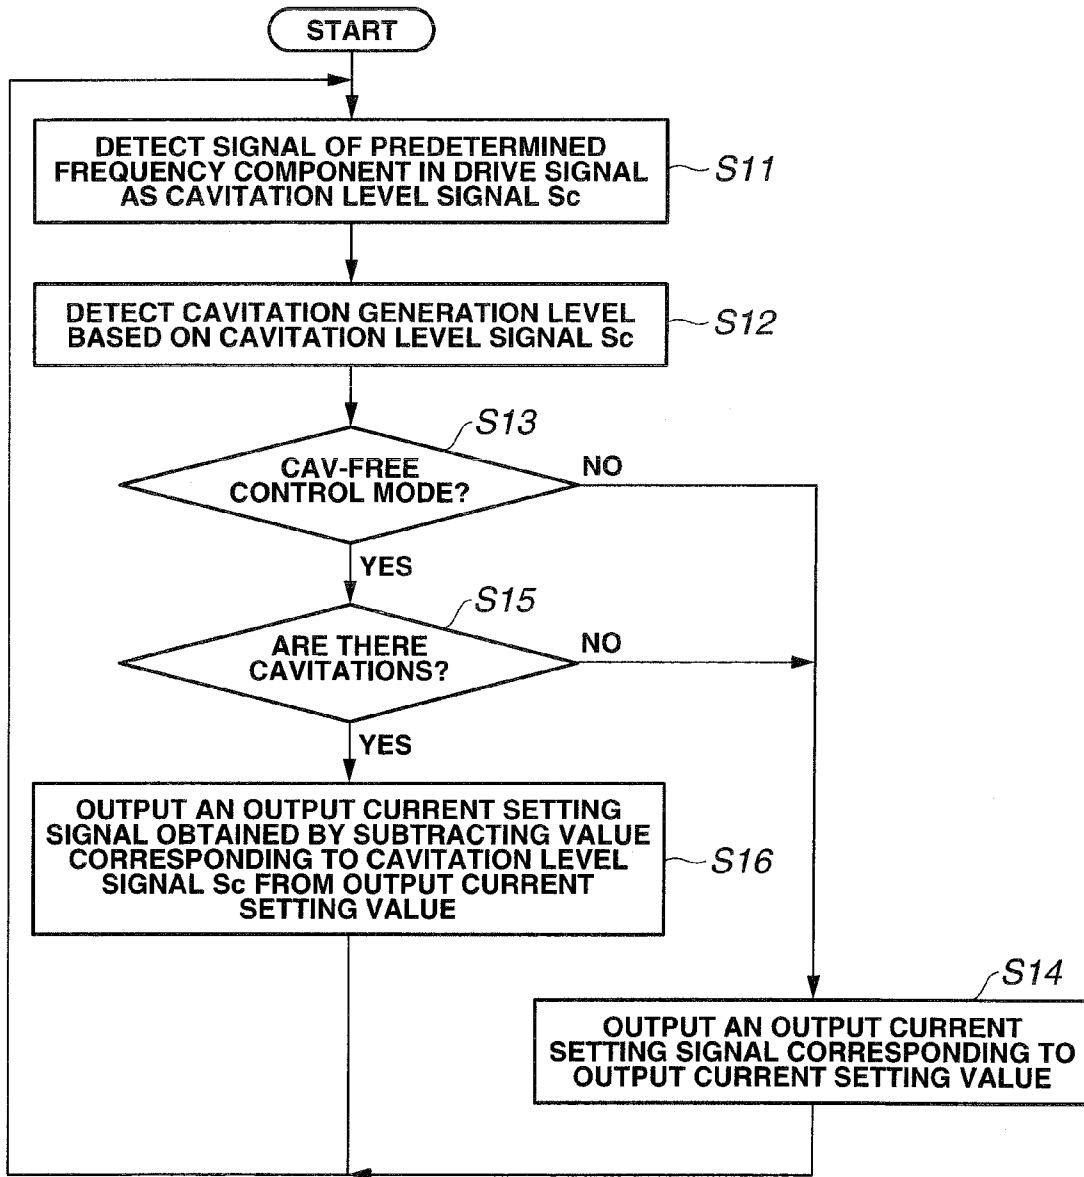 START
DETECT SIGNAL OF PREDETERMINED
FREQUENCY COMPONENT IN DRIVE SIGNAL
AS CAVITATION LEVEL SIGNAL Sc
S11
DETECT CAVITATION GENERATION LEVEL
BASED ON CAVITATION LEVEL SIGNAL Sc
S12
S13
CAV-FREE
CONTROL MODE?
NO
YES
S15
ARE THERE
CAVITATIONS?
NO
YES
OUTPUT AN OUTPUT CURRENT SETTING
SIGNAL OBTAINED BY SUBTRACTING VALUE
CORRESPONDING TO CAVITATION LEVEL
SIGNAL Sc FROM OUTPUT CURRENT
SETTING VALUE
S16
S14
OUTPUT AN OUTPUT CURRENT
SETTING SIGNAL CORRESPONDING TO
OUTPUT CURRENT SETTING VALUE